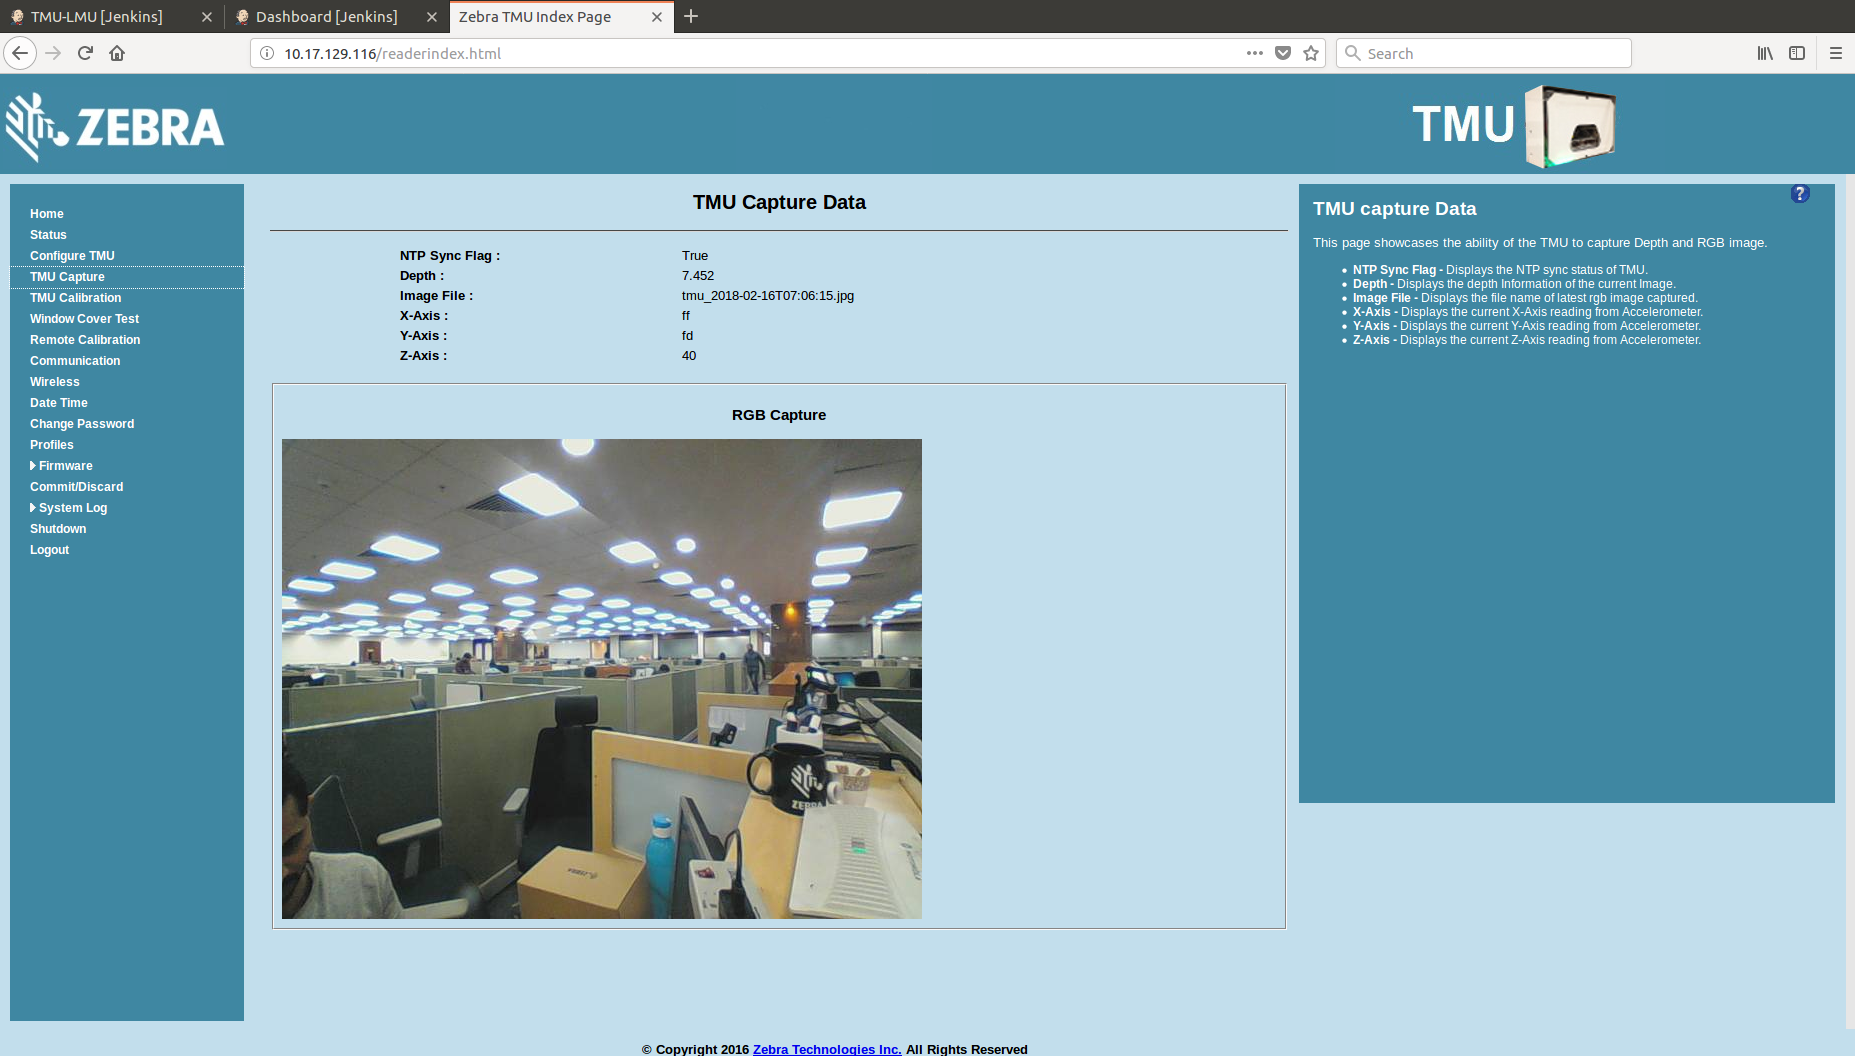 TMU-LMU [Jenkins]
Dashboard [Jenkins]
Zebra TMU Index Page
10.17.129.116/readerindex.html
Search
ZEBRA
TMU
Home
Status
Configure TMU
TMU Capture
TMU Calibration
Window Cover Test
Remote Calibration
Communication
Wireless
Date Time
Change Password
Profiles
Firmware
Commit/Discard
System Log
Shutdown
Logout
TMU Capture Data
NTP Sync Flag : True
Depth : 7.452
Image File : tmu_2018-02-16T07:06:15.jpg
X-Axis : ff
Y-Axis : fd
Z-Axis : 40
RGB Capture
ZEBRA
?
TMU capture Data
This page showcases the ability of the TMU to capture Depth and RGB image.
NTP Sync Flag - Displays the NTP sync status of TMU.
Depth - Displays the depth Information of the current Image.
Image File - Displays the file name of latest rgb image captured.
X-Axis - Displays the current X-Axis reading from Accelerometer.
Y-Axis - Displays the current Y-Axis reading from Accelerometer.
Z-Axis - Displays the current Z-Axis reading from Accelerometer.
© Copyright 2016 Zebra Technologies Inc. All Rights Reserved